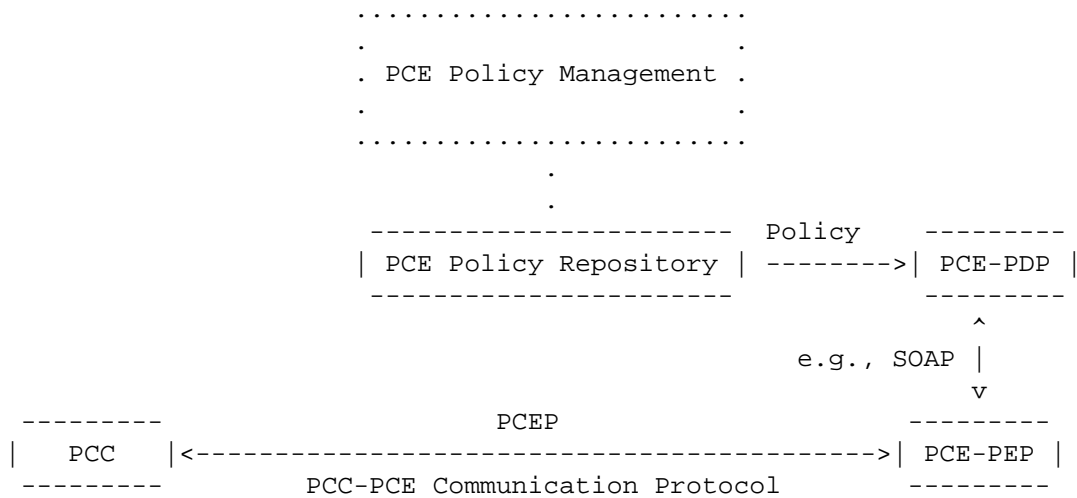 PCE Policy Management
Policy
PCE Policy Repository
PCE-PDP
e.g., SOAP
PCEP
PCC
PCE-PEP
PCC-PCE Communication Protocol